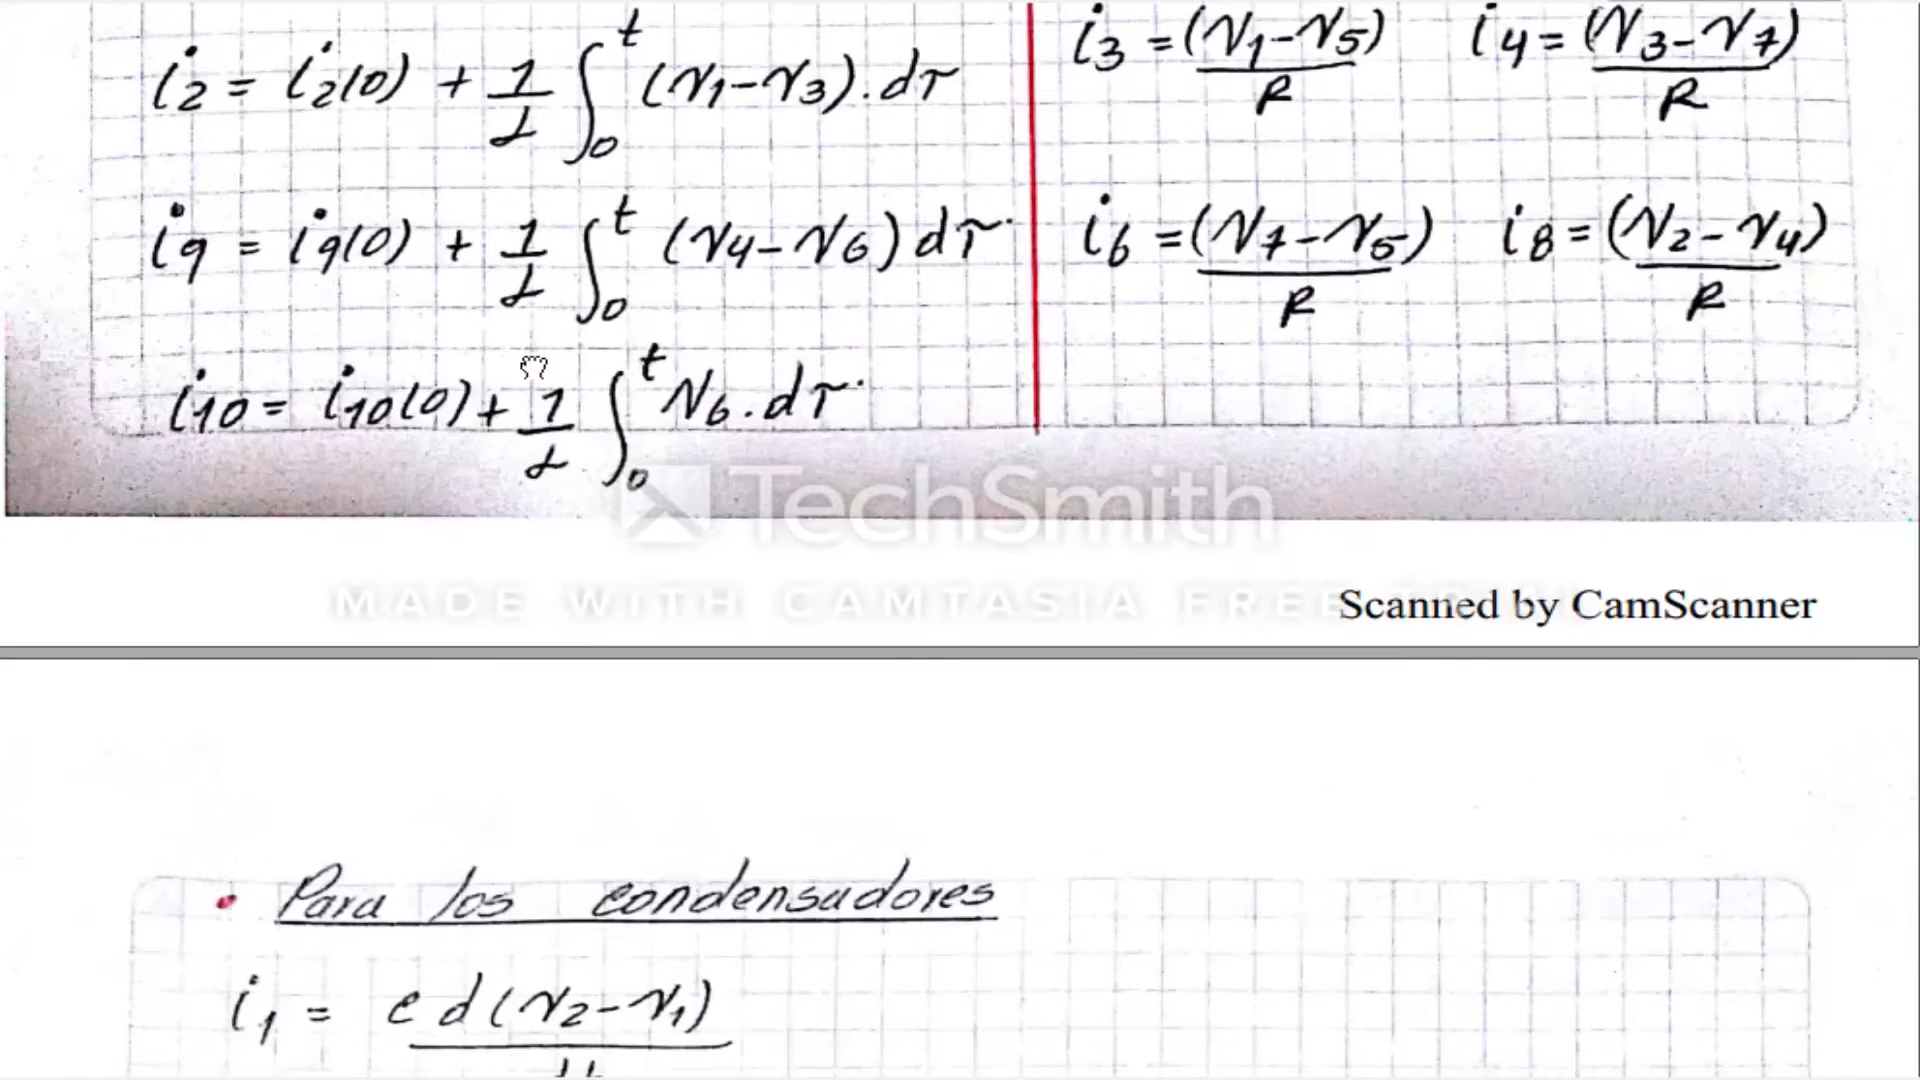 i2 = i2(0) + 1/L ∫0^t (V1-V3).dτ
i9 = i9(0) + 1/L ∫0^t (V4-V6) dτ
i10 = i10(0) + 1/L ∫0^t V6.dτ
i3 = (V1-V5)/R i4 = (V3-V7)/R
i6 = (V7-V5)/R i8 = (V2-V4)/R
TechSmith
MADE WITH CAMTASIA FREE
Scanned by CamScanner
• Para los condensadores
i1 = c d(V2-V1)